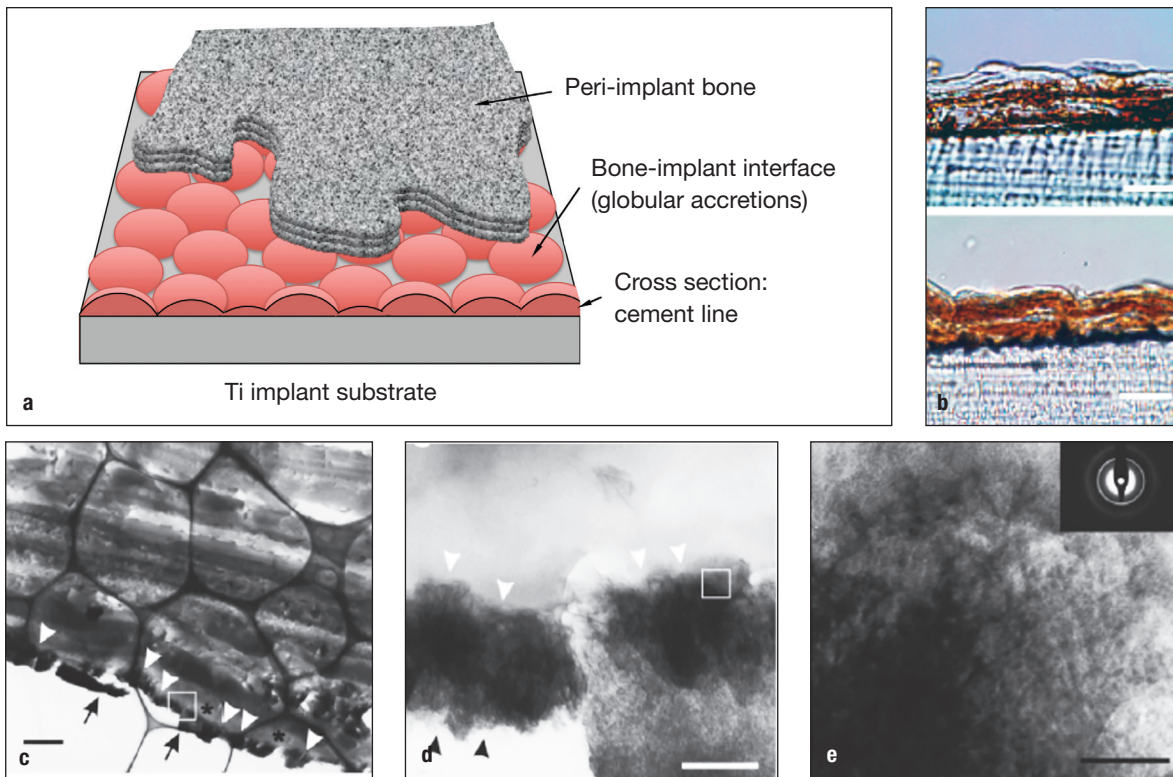 Peri-implant bone
Bone-implant interface
(globular accretions)
Cross section:
cement line
Ti implant substrate
a
b
c
d
e